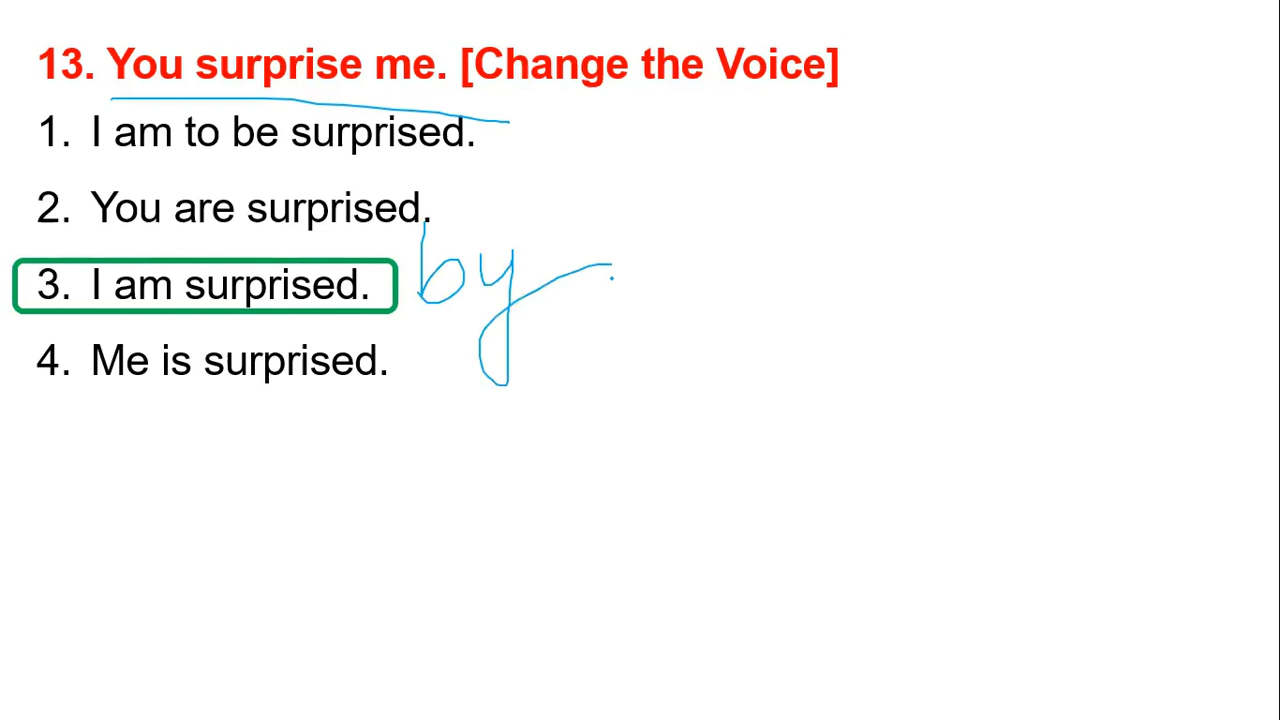 13. You surprise me. [Change the Voice]
1. I am to be surprised.
2. You are surprised.
3. I am surprised. by
4. Me is surprised.